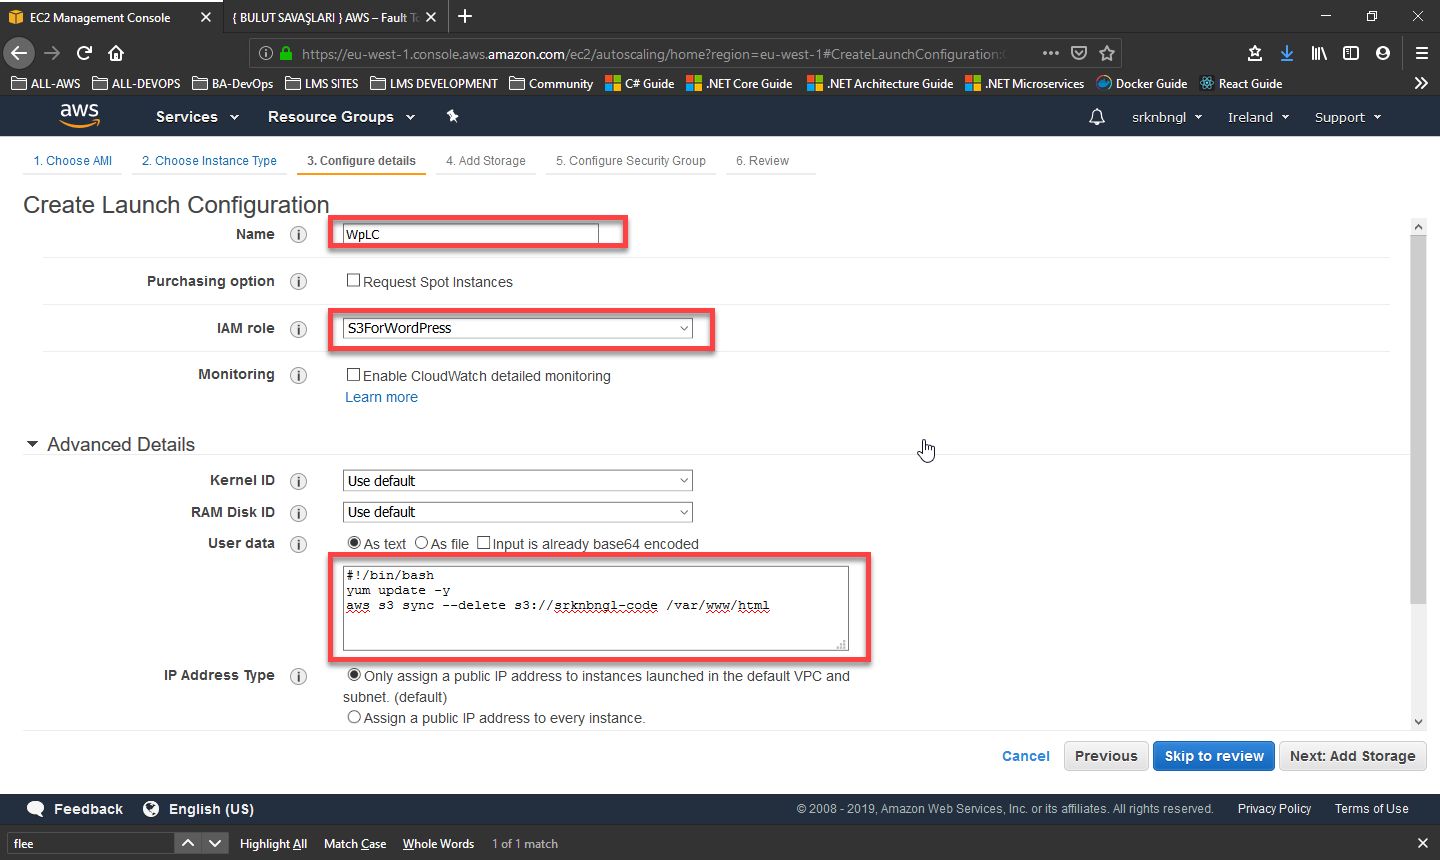 EC2 Management Console
{ BULUT SAVAŞLARI } AWS – Fault T
https://eu-west-1.console.aws.amazon.com/ec2/autoscaling/home?region=eu-west-1#CreateLaunchConfiguration:
ALL-AWS ALL-DEVOPS BA-DevOps LMS SITES LMS DEVELOPMENT Community C# Guide .NET Core Guide .NET Architecture Guide .NET Microservices Docker Guide React Guide
aws Services Resource Groups srknbngl Ireland Support
1. Choose AMI 2. Choose Instance Type 3. Configure details 4. Add Storage 5. Configure Security Group 6. Review
Create Launch Configuration
Name i WpLC
Purchasing option i Request Spot Instances
IAM role i S3ForWordPress
Monitoring i Enable CloudWatch detailed monitoring
Learn more
Advanced Details
Kernel ID i Use default
RAM Disk ID i Use default
User data i As text As file Input is already base64 encoded
#!/bin/bash
yum update -y
aws s3 sync --delete s3://srknbngl-code /var/www/html
IP Address Type i Only assign a public IP address to instances launched in the default VPC and
subnet. (default)
Assign a public IP address to every instance.
Cancel Previous Skip to review Next: Add Storage
Feedback English (US) © 2008 - 2019, Amazon Web Services, Inc. or its affiliates. All rights reserved. Privacy Policy Terms of Use
flee Highlight All Match Case Whole Words 1 of 1 match